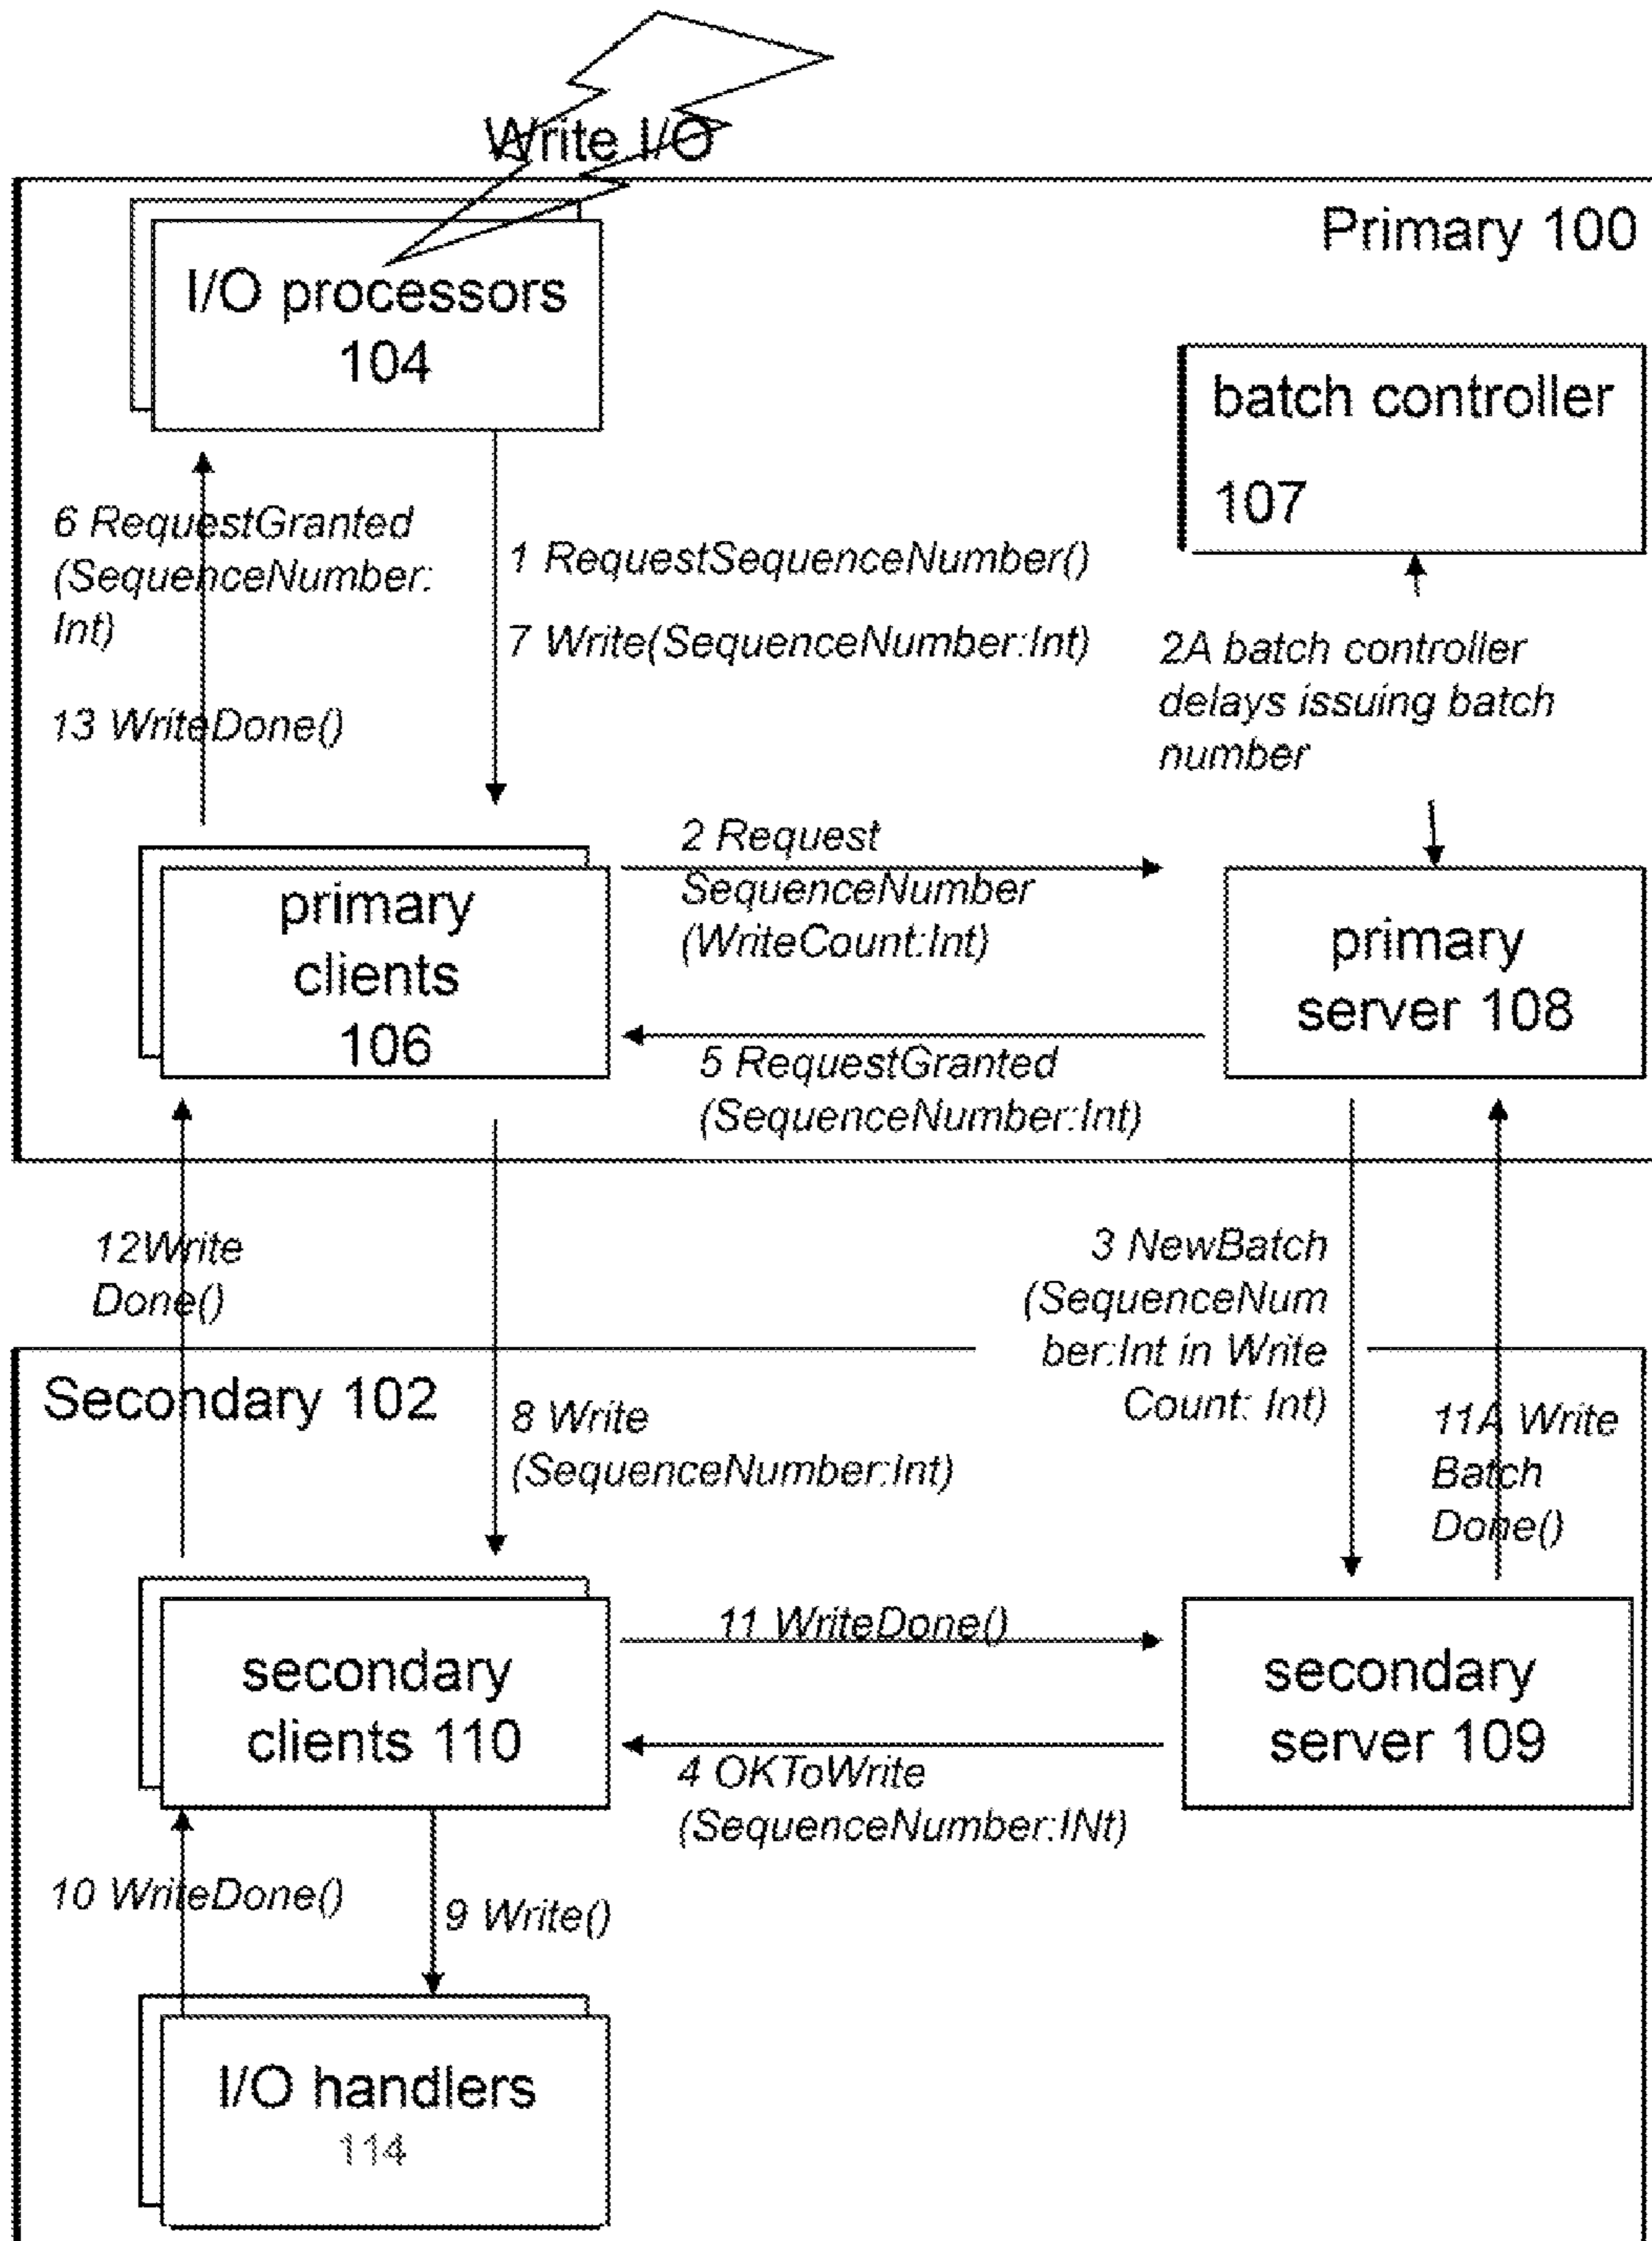 Write I/O
Primary 100
I/O processors
104
batch controller
107
6 RequestGranted
(SequenceNumber:
Int)
1 RequestSequenceNumber()
7 Write(SequenceNumber:Int)
2A batch controller
delays issuing batch
number
13 WriteDone()
2 Request
SequenceNumber
(WriteCount:Int)
primary
clients
106
primary
server 108
5 RequestGranted
(SequenceNumber:Int)
12Write
Done()
3 NewBatch
(SequenceNum
ber:Int in Write
Count: Int)
Secondary 102
8 Write
(SequenceNumber:Int)
11A Write
Batch
Done()
11 WriteDone()
secondary
clients 110
secondary
server 109
4 OKToWrite
(SequenceNumber:INt)
10 WriteDone()
9 Write()
I/O handlers
114